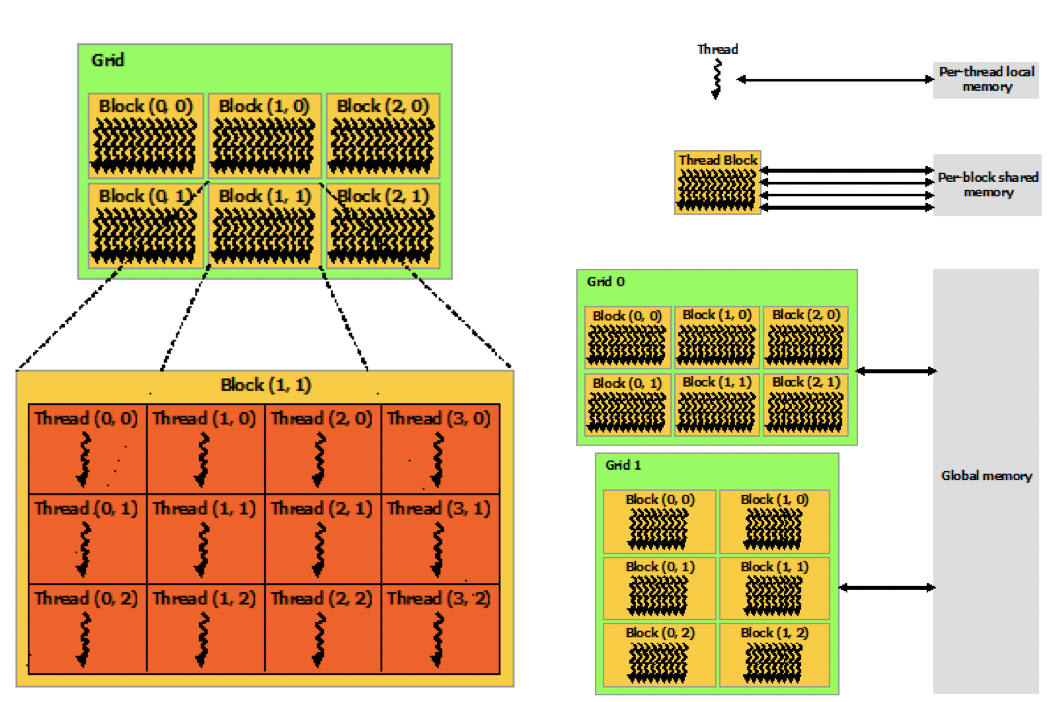 Grid
Block (0, 0) Block (1, 0) Block (2, 0)
Block (0, 1) Block (1, 1) Block (2, 1)
Block (1, 1)
Thread (0, 0) Thread (1, 0) Thread (2, 0) Thread (3, 0)
Thread (0, 1) Thread (1, 1) Thread (2, 1) Thread (3, 1)
Thread (0, 2) Thread (1, 2) Thread (2, 2) Thread (3, 2)
Thread
Per-thread local
memory
Thread Block
Per-block shared
memory
Grid 0
Block (0, 0) Block (1, 0) Block (2, 0)
Block (0, 1) Block (1, 1) Block (2, 1)
Grid 1
Block (0, 0) Block (1, 0)
Block (0, 1) Block (1, 1)
Block (0, 2) Block (1, 2)
Global memory